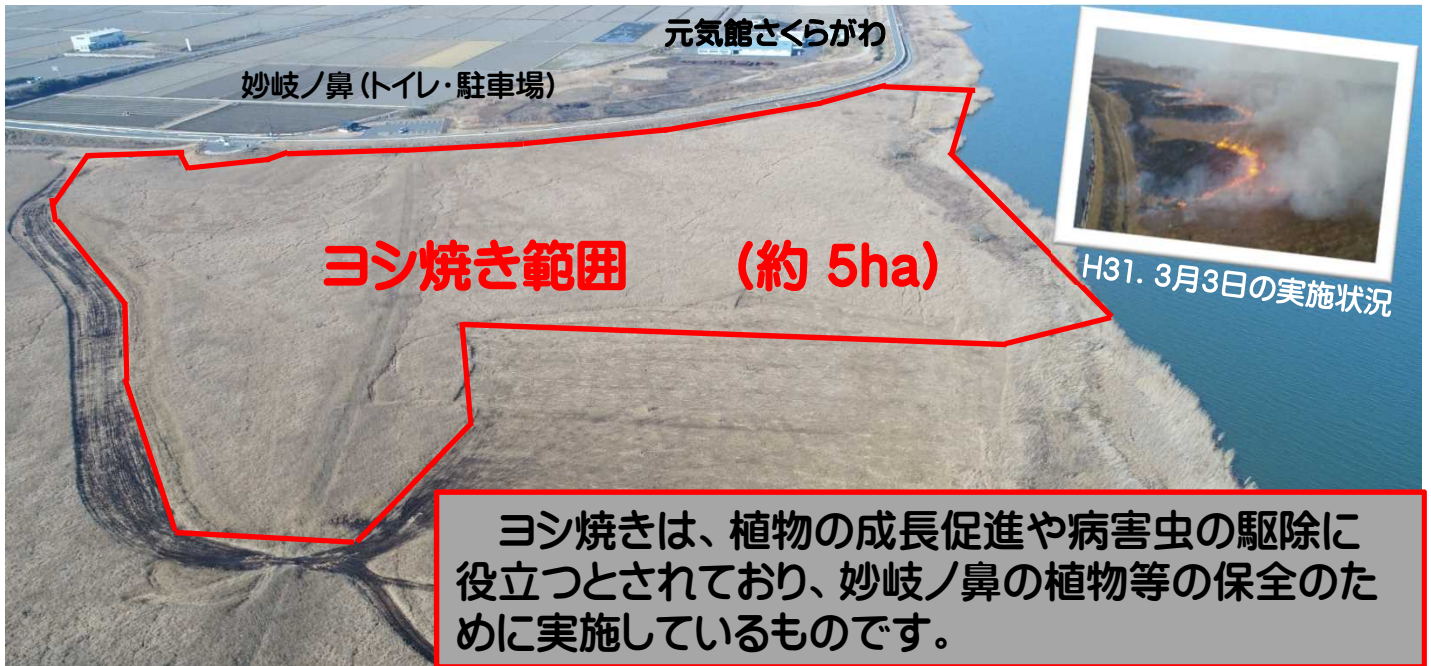 元気館さくらがわ
妙岐ノ鼻(トイレ・駐車場)
ヨシ焼き範囲 (約 5ha)
H31. 3月3日の実施状況
ヨシ焼きは、植物の成長促進や病害虫の駆除に
役立つとされており、妙岐ノ鼻の植物等の保全のた
めに実施しているものです。